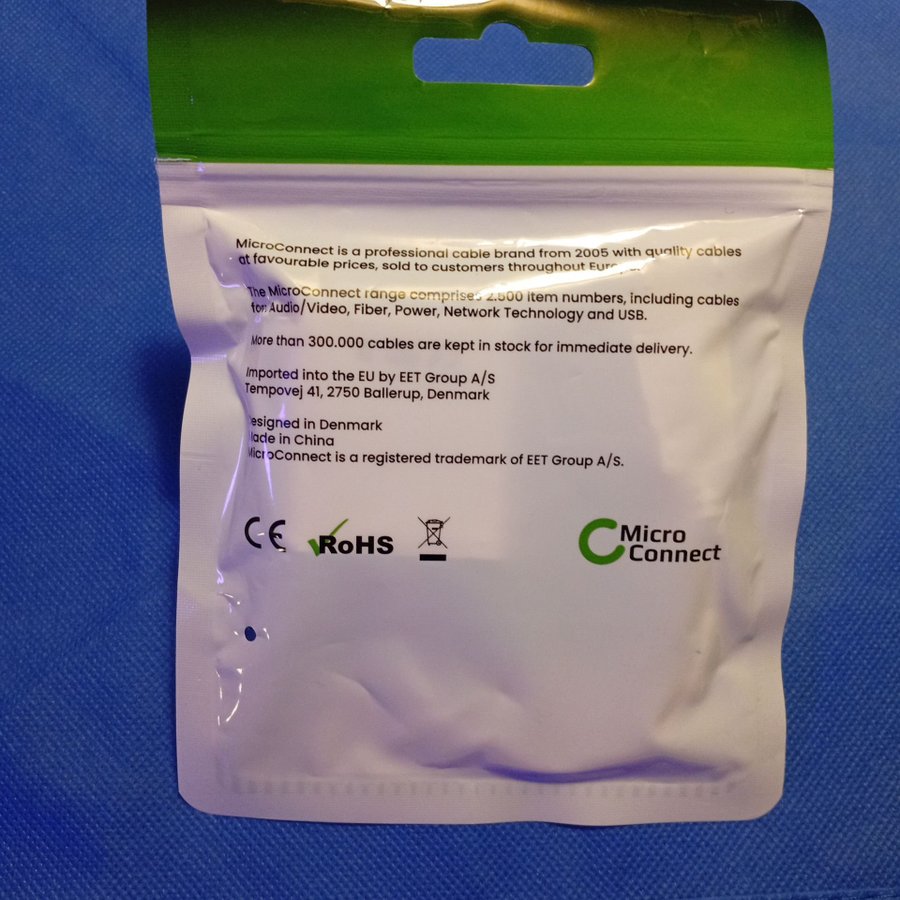 MicroConnect is a professional cable brand from 2005 with quality cables
at favourable prices, sold to customers throughout Europe.
The MicroConnect range comprises 2.500 item numbers, including cables
for Audio/Video, Fiber, Power, Network Technology and USB.
More than 300.000 cables are kept in stock for immediate delivery.
Imported into the EU by EET Group A/S
Tempovej 41, 2750 Ballerup, Denmark
Designed in Denmark
Made in China
MicroConnect is a registered trademark of EET Group A/S.
CE RoHS
Micro
Connect